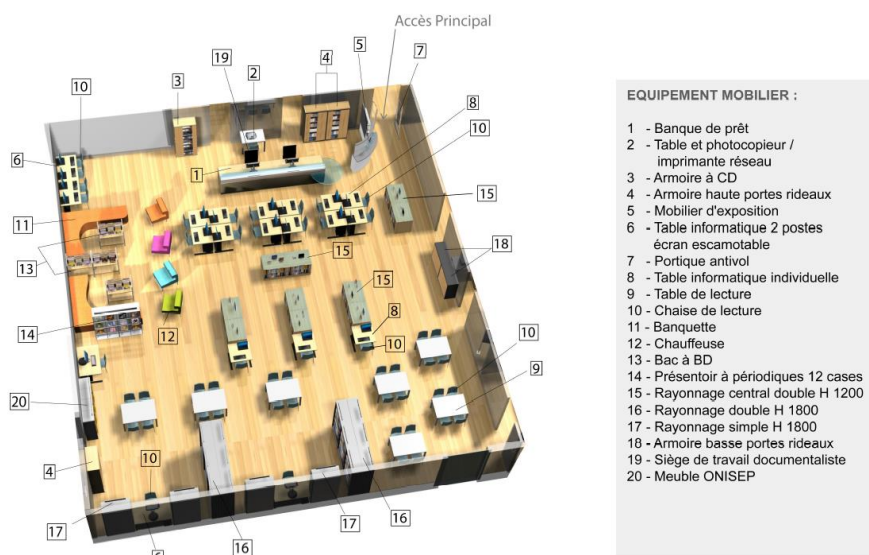 Accès Principal
5
7
4
19
2
3
10
8
6
10
1
15
11
15
18
13
15
14
8
12
10
10
9
20
10
4
17
16
17
16
6
EQUIPEMENT MOBILIER :
1 - Banque de prêt
2 - Table et photocopieur /
imprimante réseau
3 - Armoire à CD
4 - Armoire haute portes rideaux
5 - Mobilier d'exposition
6 - Table informatique 2 postes
écran escamotable
7 - Portique antivol
8 - Table informatique individuelle
9 - Table de lecture
10 - Chaise de lecture
11 - Banquette
12 - Chauffeuse
13 - Bac à BD
14 - Présentoir à périodiques 12 cases
15 - Rayonnage central double H 1200
16 - Rayonnage double H 1800
17 - Rayonnage simple H 1800
18 - Armoire basse portes rideaux
19 - Siège de travail documentaliste
20 - Meuble ONISEP